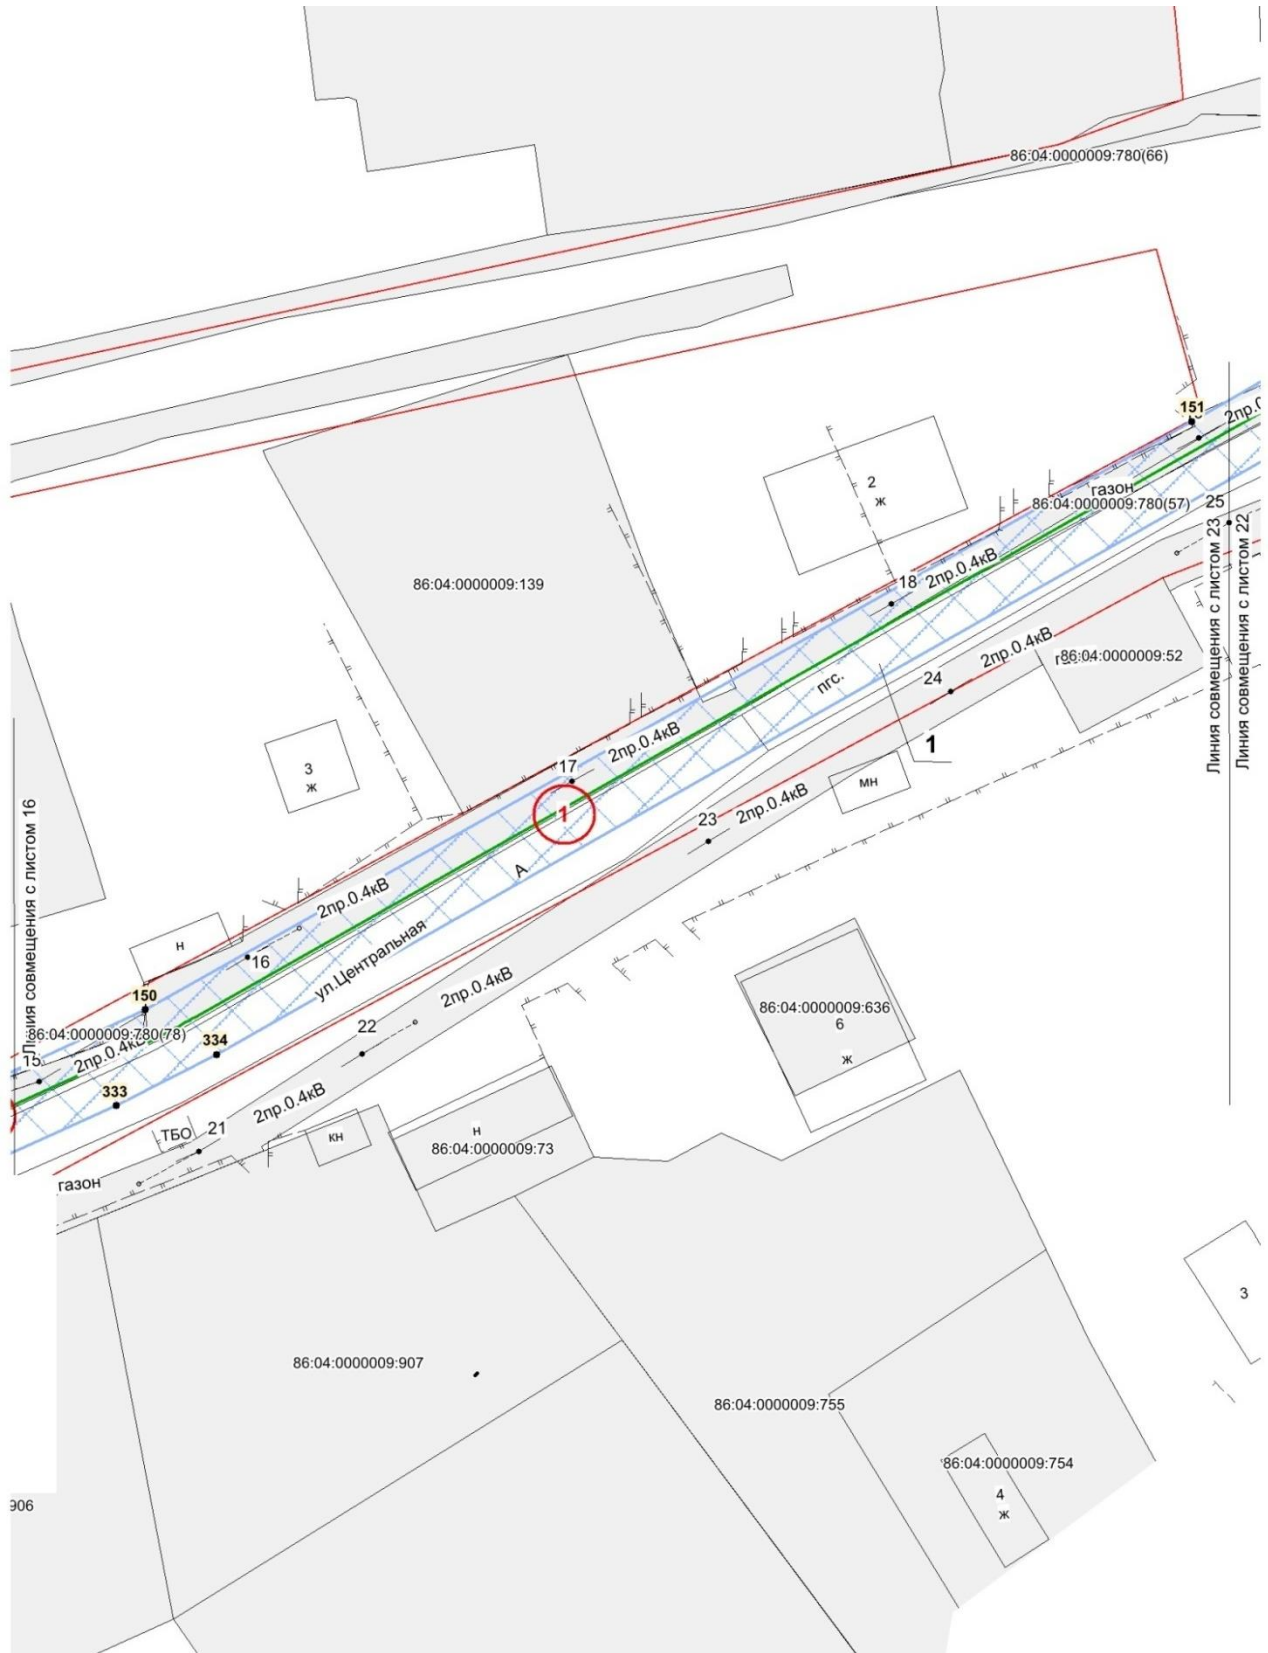 86:04:0000009:780(66)
151
2пр.0
2
ж
газон
86:04:0000009:780(57)
25
18
2пр.0.4кВ
86:04:0000009:139
Линия совмещения с листом 23
Линия совмещения с листом 22
2пр.0.4кВ
86:04:0000009:52
24
пгс.
1
2пр.0.4кВ
17
3
ж
мн
1
23
2пр.0.4кВ
Линия совмещения с листом 16
А
2пр.0.4кВ
н
16
ул.Центральная
150
2пр.0.4кВ
86:04:0000009:636
6
ж
86:04:0000009:780(78)
334
22
15
2пр.0.4кВ
333
2пр.0.4кВ
ТБО
21
кн
н
86:04:0000009:73
газон
3
86:04:0000009:907
86:04:0000009:755
86:04:0000009:754
4
ж
906